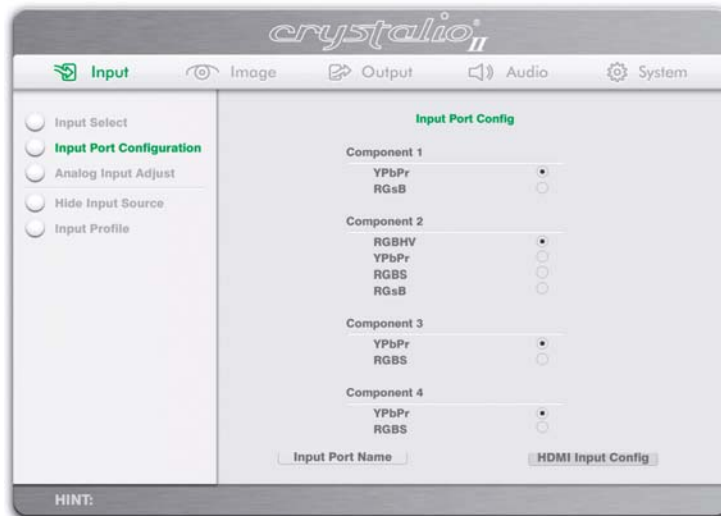 crystalio II
Input Image Output Audio System
Input Select
Input Port Configuration
Analog Input Adjust
Hide Input Source
Input Profile
Input Port Config
Component 1
YPbPr
RGsB
Component 2
RGBHV
YPbPr
RGBS
RGsB
Component 3
YPbPr
RGBS
Component 4
YPbPr
RGBS
Input Port Name HDMI Input Config
HINT: